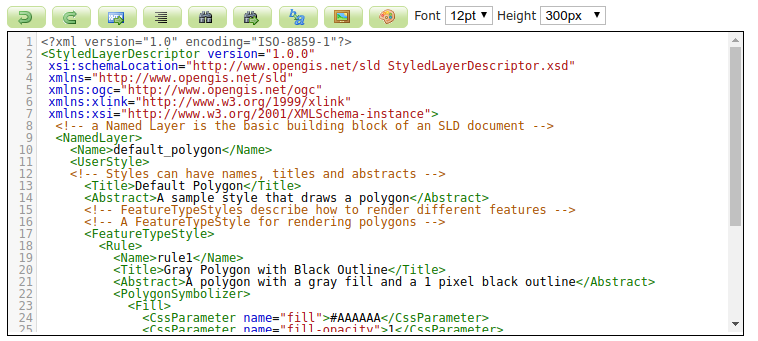 Font 12pt Height 300px
1 <?xml version="1.0" encoding="ISO-8859-1"?>
2 <StyledLayerDescriptor version="1.0.0"
3 xsi:schemaLocation="http://www.opengis.net/sld StyledLayerDescriptor.xsd"
4 xmlns="http://www.opengis.net/sld"
5 xmlns:ogc="http://www.opengis.net/ogc"
6 xmlns:xlink="http://www.w3.org/1999/xlink"
7 xmlns:xsi="http://www.w3.org/2001/XMLSchema-instance">
8 <!-- a Named Layer is the basic building block of an SLD document -->
9 <NamedLayer>
10 <Name>default_polygon</Name>
11 <UserStyle>
12 <!-- Styles can have names, titles and abstracts -->
13 <Title>Default Polygon</Title>
14 <Abstract>A sample style that draws a polygon</Abstract>
15 <!-- FeatureTypeStyles describe how to render different features -->
16 <!-- A FeatureTypeStyle for rendering polygons -->
17 <FeatureTypeStyle>
18 <Rule>
19 <Name>rule1</Name>
20 <Title>Gray Polygon with Black Outline</Title>
21 <Abstract>A polygon with a gray fill and a 1 pixel black outline</Abstract>
22 <PolygonSymbolizer>
23 <Fill>
24 <CssParameter name="fill">#AAAAAA</CssParameter>
25 <CssParameter name="fill-opacity">1</CssParameter>